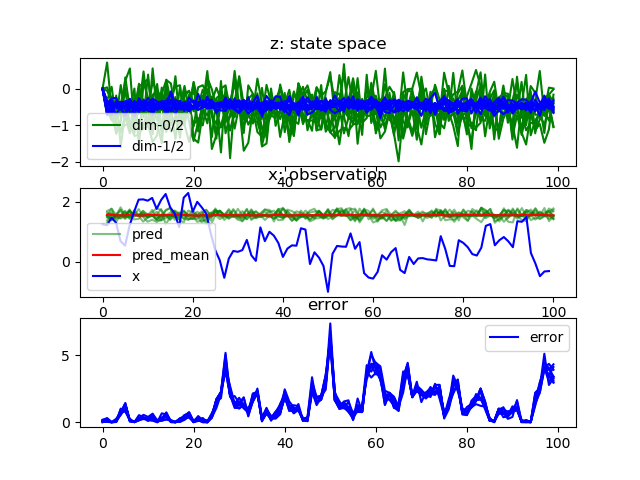 z: state space
0
−1
−2
dim-0/2
dim-1/2
0 20 40 60 80 100
x: observation
2
0
pred
pred_mean
x
0 20 40 60 80 100
error
5
0
error
0 20 40 60 80 100